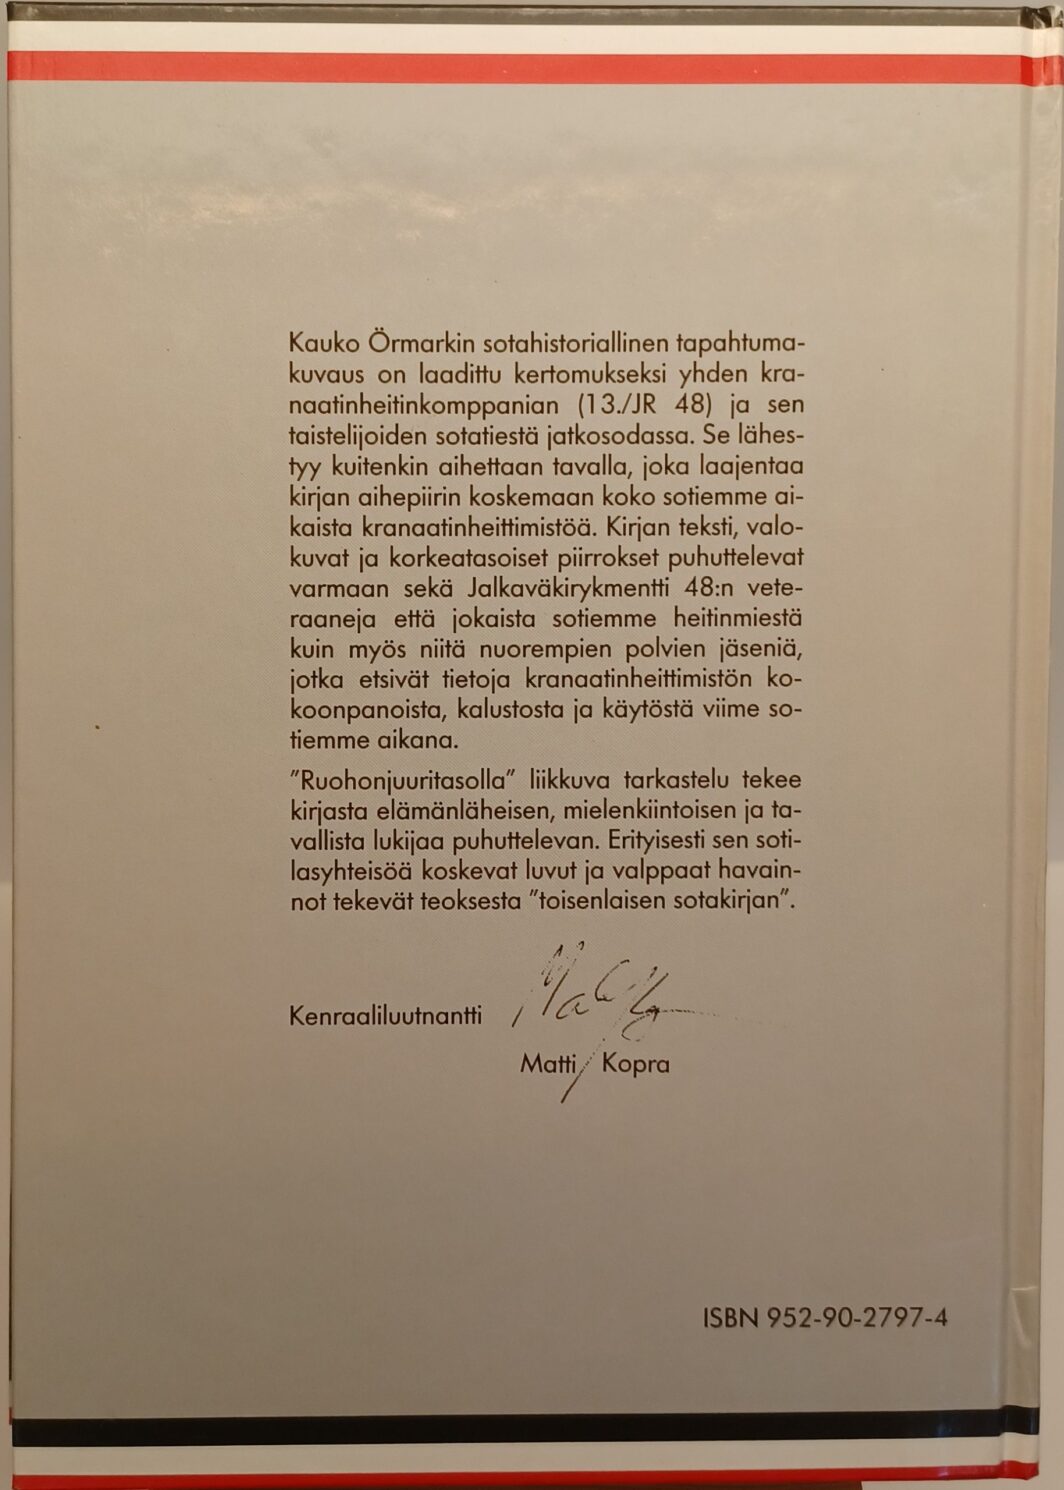 Kauko Örmarkin sotahistoriallinen tapahtuma-
kuvaus on laadittu kertomukseksi yhden kra-
naatinheitinkomppanian (13./JR 48) ja sen
taistelijoiden sotatiestä jatkosodassa. Se lähes-
tyy kuitenkin aihettaan tavalla, joka laajentaa
kirjan aihepiirin koskemaan koko sotiemme ai-
kaista kranaatinheittimistöä. Kirjan teksti, valo-
kuvat ja korkeatasoiset piirrokset puhuttelevat
varmaan sekä Jalkaväkirykmentti 48:n vete-
raaneja että jokaista sotiemme heitinmiestä
kuin myös niitä nuorempien polvien jäseniä,
jotka etsivät tietoja kranaatinheittimistön ko-
koonpanoista, kalustosta ja käytöstä viime so-
tiemme aikana.
"Ruohonjuuritasolla" liikkuva tarkastelu tekee
kirjasta elämänläheisen, mielenkiintoisen ja ta-
vallista lukijaa puhuttelevan. Erityisesti sen soti-
lasyhteisöä koskevat luvut ja valppaat havain-
not tekevät teoksesta "toisenlaisen sotakirjan".
Kenraaliluutnantti
Matti Kopra
ISBN 952-90-2797-4